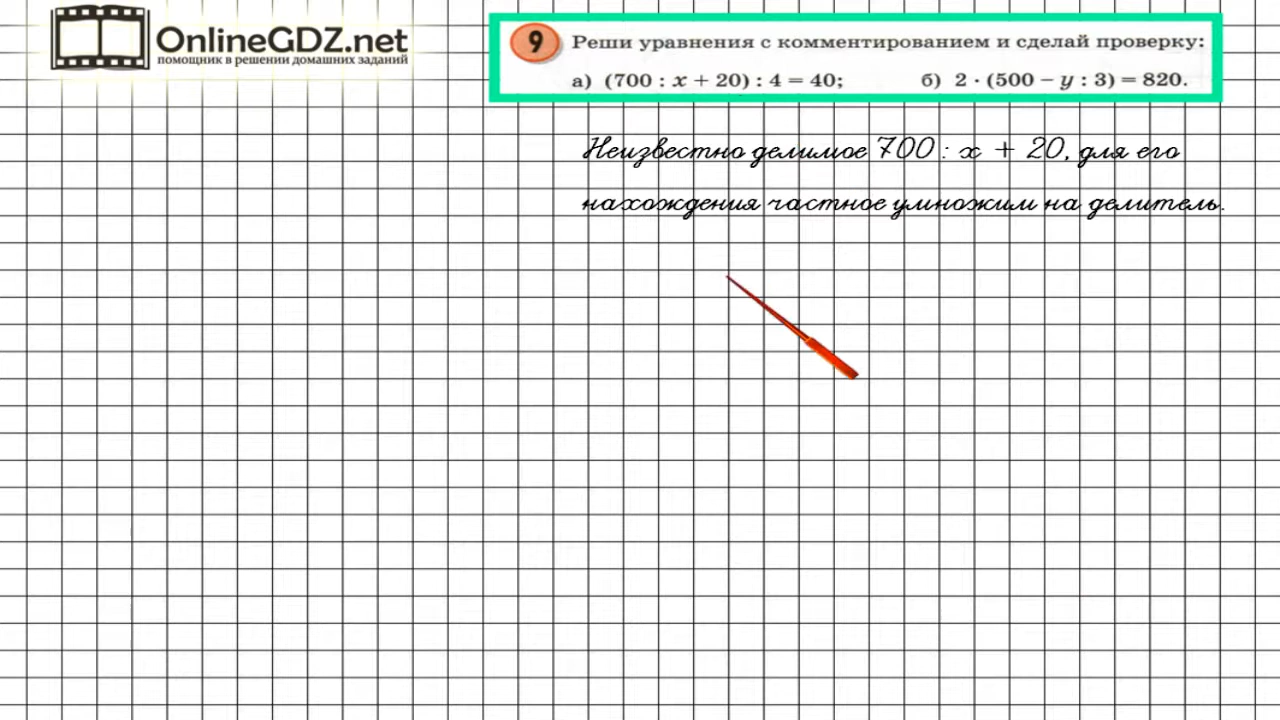 OnlineGDZ.net
помощник в решении домашних заданий
9 Реши уравнения с комментированием и сделай проверку:
а) (700 : x + 20) : 4 = 40; б) 2 · (500 − y : 3) = 820.
Неизвестно делимое 700 : x + 20, для его
нахождения частное умножим на делитель.